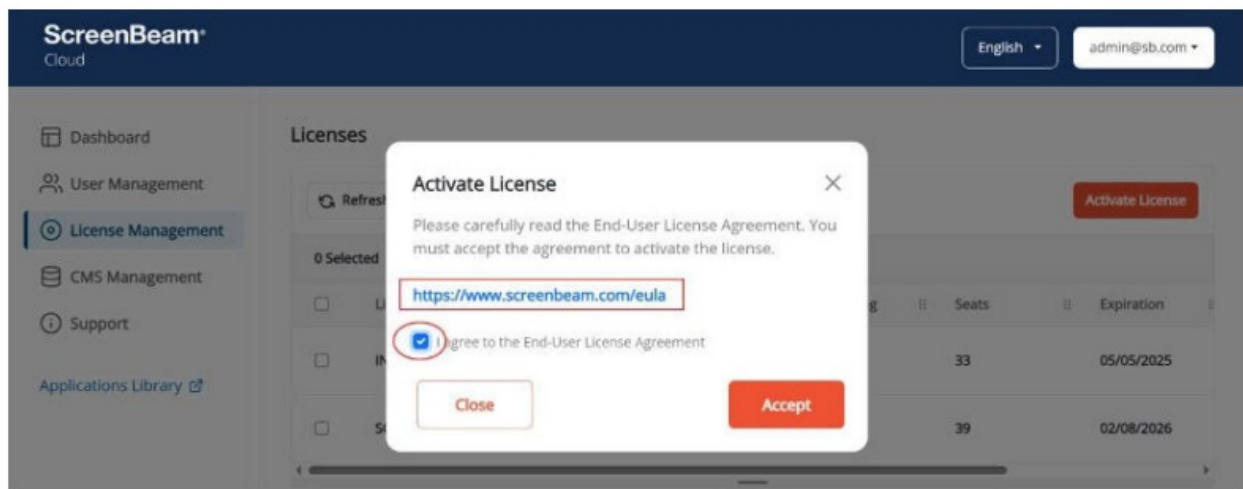 ScreenBeam®
Cloud
English
admin@sb.com
Dashboard
User Management
License Management
CMS Management
Support
Applications Library
Licenses
Refresh
Activate License
0 Selected
Seats
Expiration
33
05/05/2025
39
02/08/2026
Activate License
Please carefully read the End-User License Agreement. You
must accept the agreement to activate the license.
https://www.screenbeam.com/eula
I agree to the End-User License Agreement
Close
Accept